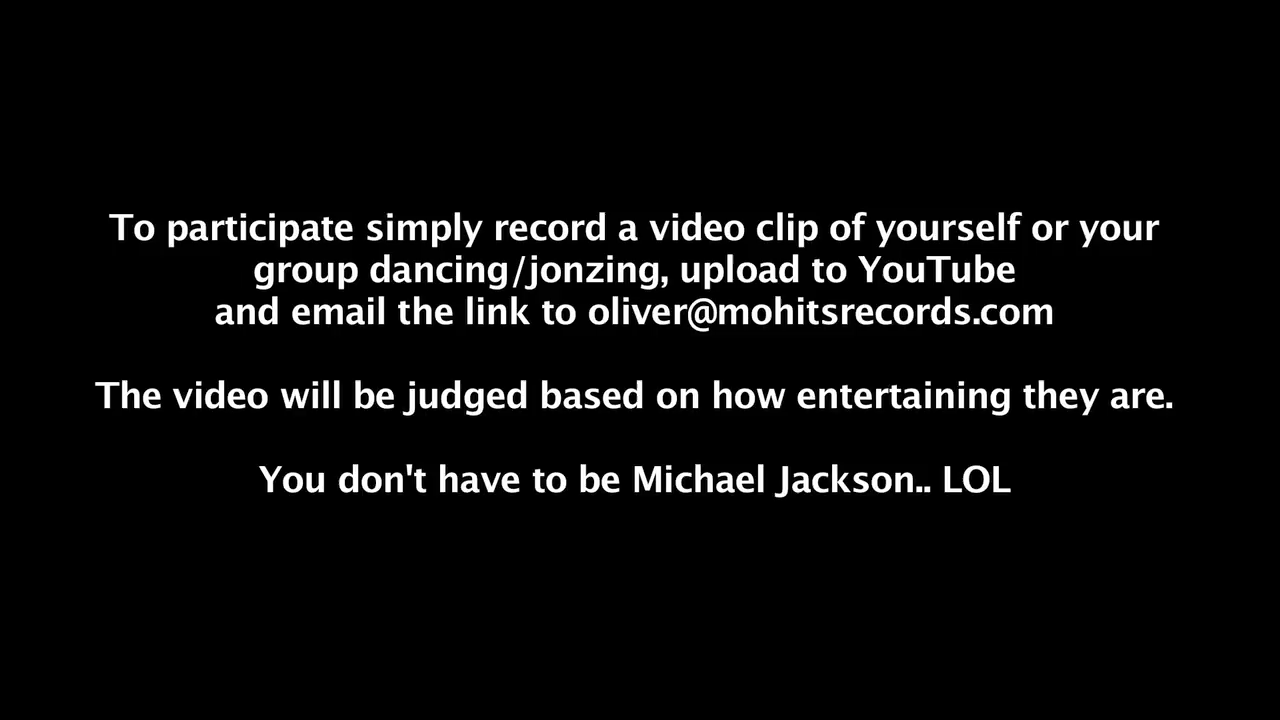 To participate simply record a video clip of yourself or your
group dancing/jonzing, upload to YouTube
and email the link to oliver@mohitsrecords.com
The video will be judged based on how entertaining they are.
You don't have to be Michael Jackson.. LOL